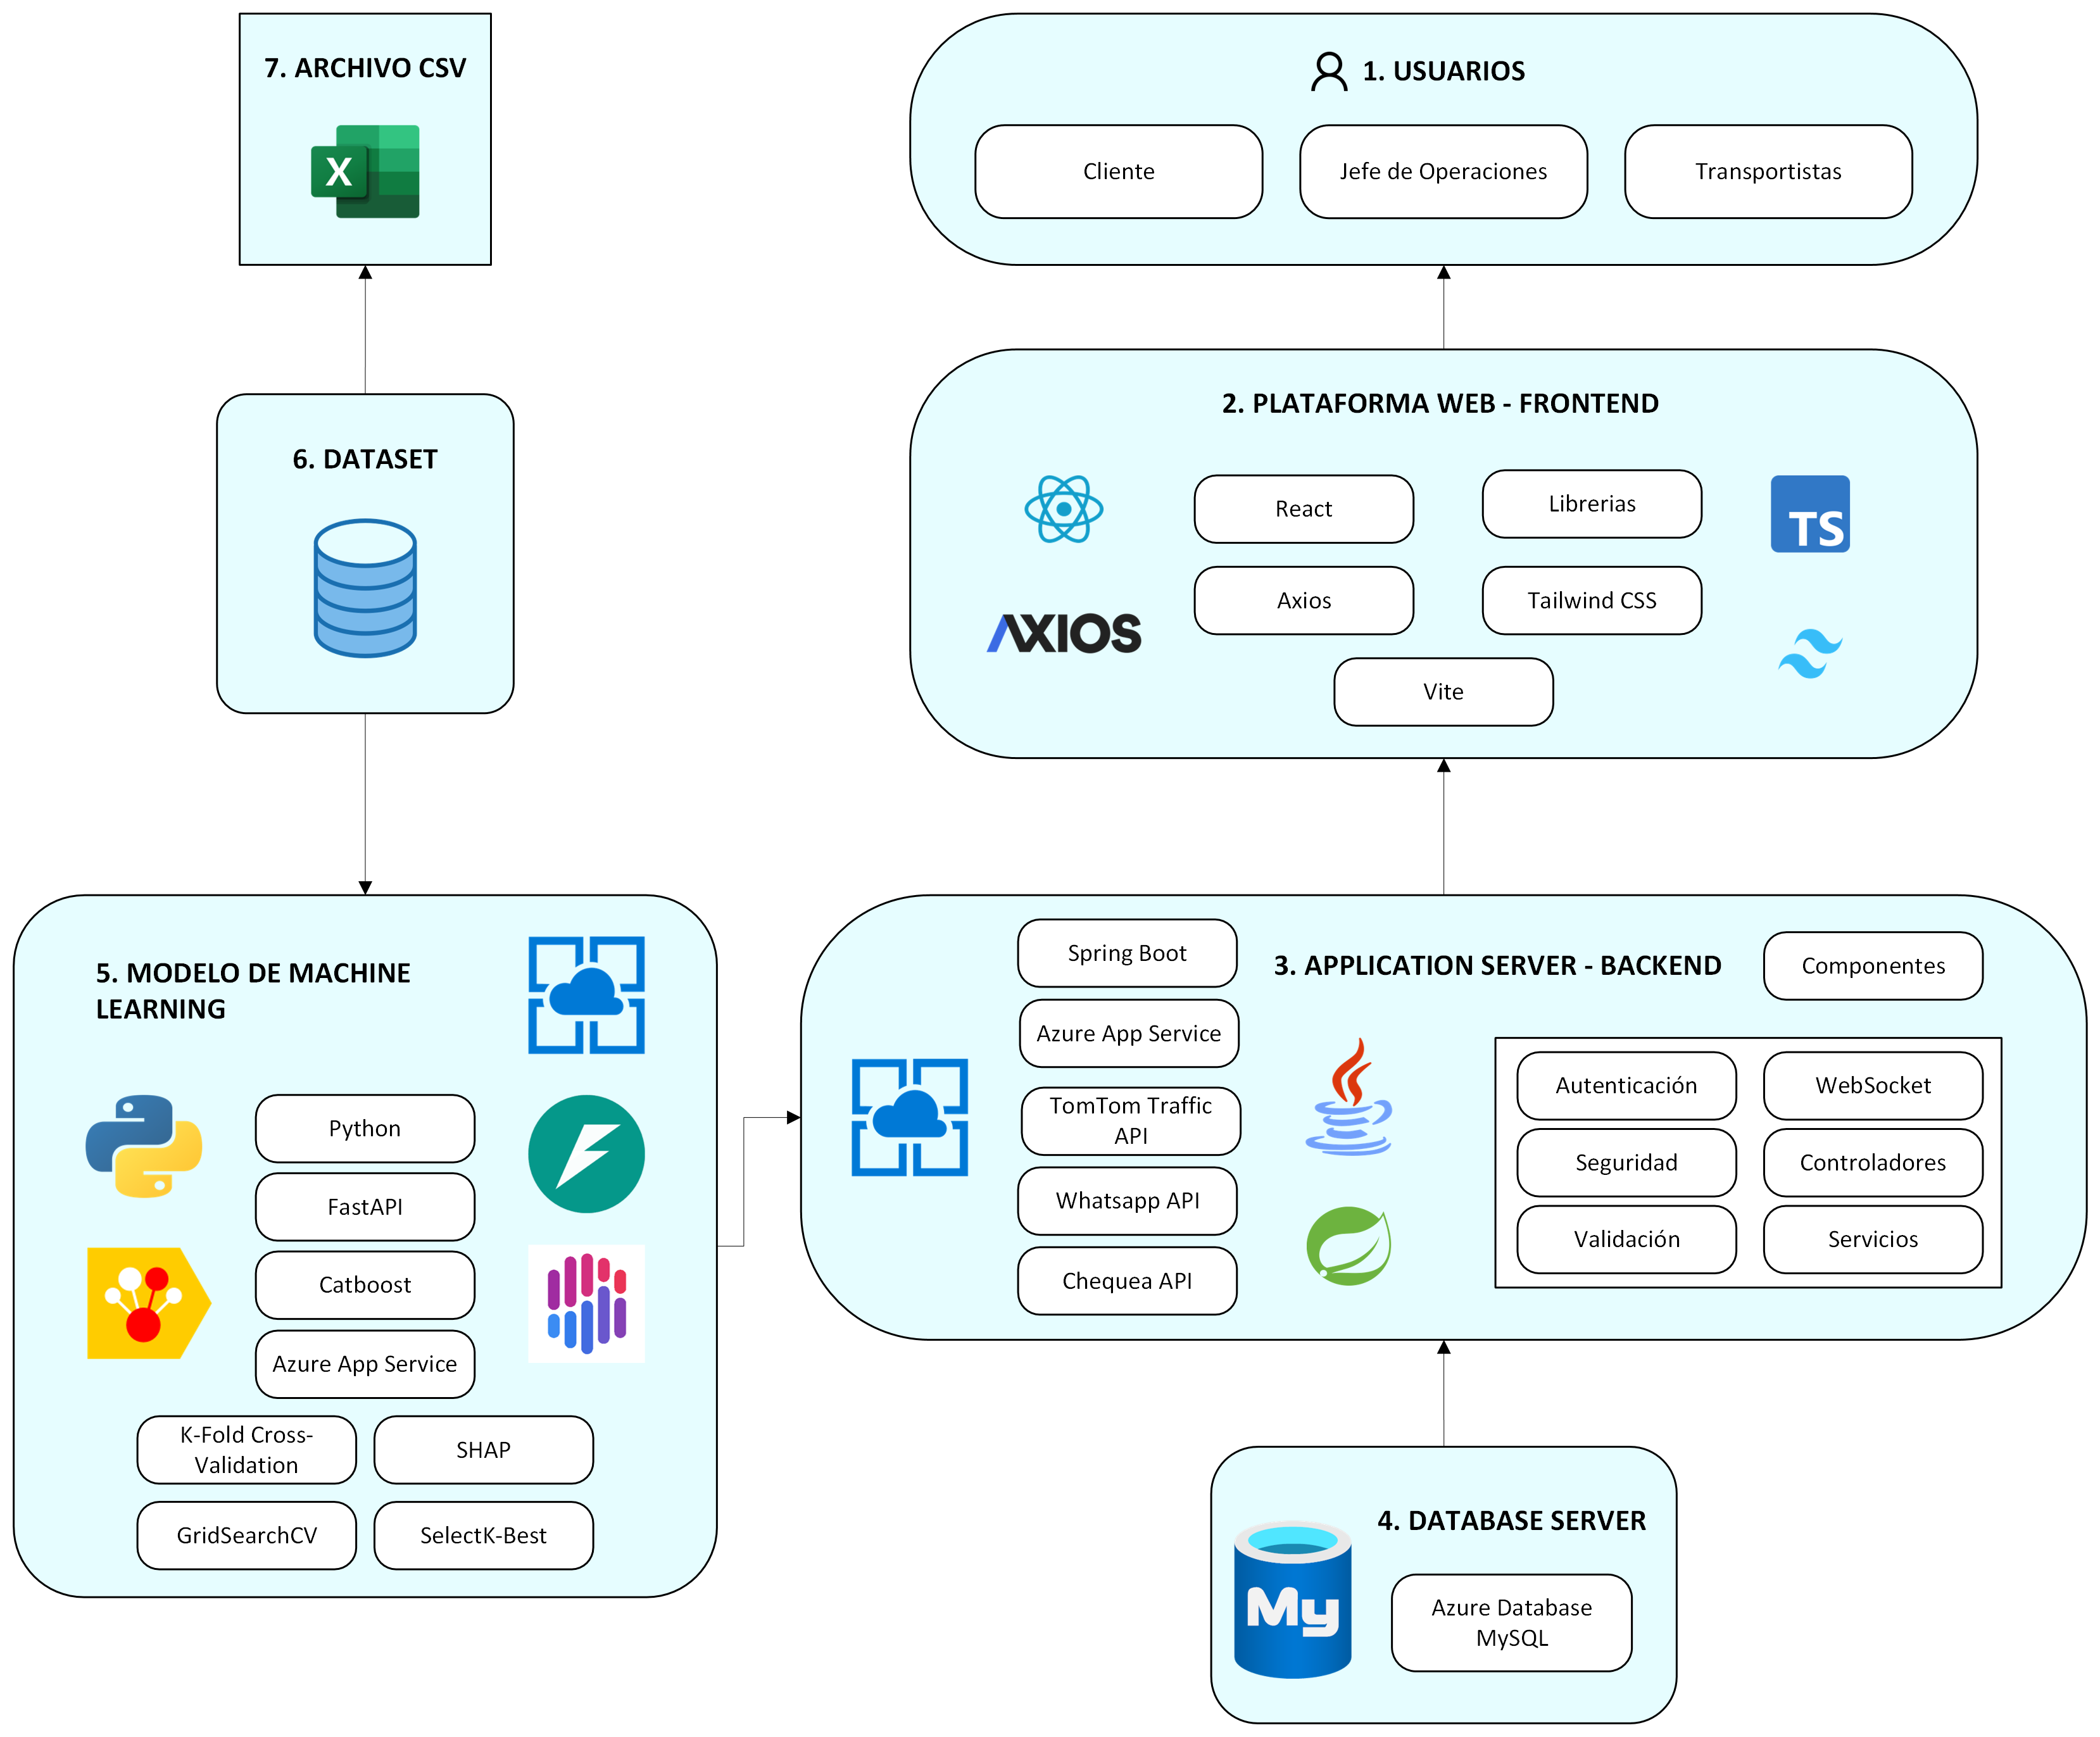 7. ARCHIVO CSV
X
1. USUARIOS
Cliente
Jefe de Operaciones
Transportistas
6. DATASET
2. PLATAFORMA WEB - FRONTEND
React
Librerias
TS
Axios
Tailwind CSS
AXIOS
Vite
5. MODELO DE MACHINE
LEARNING
Python
FastAPI
Catboost
Azure App Service
K-Fold Cross-
Validation
SHAP
GridSearchCV
SelectK-Best
3. APPLICATION SERVER - BACKEND
Spring Boot
Azure App Service
TomTom Traffic
API
Whatsapp API
Chequea API
Componentes
Autenticación
WebSocket
Seguridad
Controladores
Validación
Servicios
4. DATABASE SERVER
My
Azure Database
MySQL